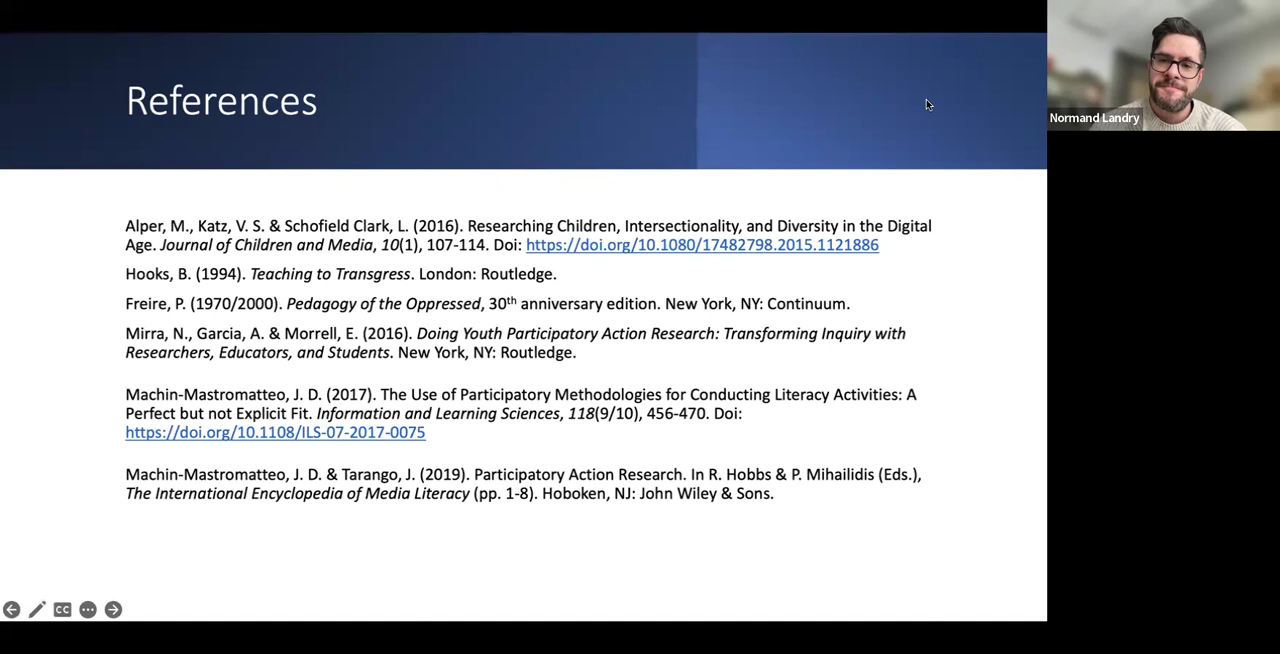 References
Normand Landry
Alper, M., Katz, V. S. & Schofield Clark, L. (2016). Researching Children, Intersectionality, and Diversity in the Digital
Age. Journal of Children and Media, 10(1), 107-114. Doi: https://doi.org/10.1080/17482798.2015.1121886
Hooks, B. (1994). Teaching to Transgress. London: Routledge.
Freire, P. (1970/2000). Pedagogy of the Oppressed, 30th anniversary edition. New York, NY: Continuum.
Mirra, N., Garcia, A. & Morrell, E. (2016). Doing Youth Participatory Action Research: Transforming Inquiry with
Researchers, Educators, and Students. New York, NY: Routledge.
Machin-Mastromatteo, J. D. (2017). The Use of Participatory Methodologies for Conducting Literacy Activities: A
Perfect but not Explicit Fit. Information and Learning Sciences, 118(9/10), 456-470. Doi:
https://doi.org/10.1108/ILS-07-2017-0075
Machin-Mastromatteo, J. D. & Tarango, J. (2019). Participatory Action Research. In R. Hobbs & P. Mihailidis (Eds.),
The International Encyclopedia of Media Literacy (pp. 1-8). Hoboken, NJ: John Wiley & Sons.
CC